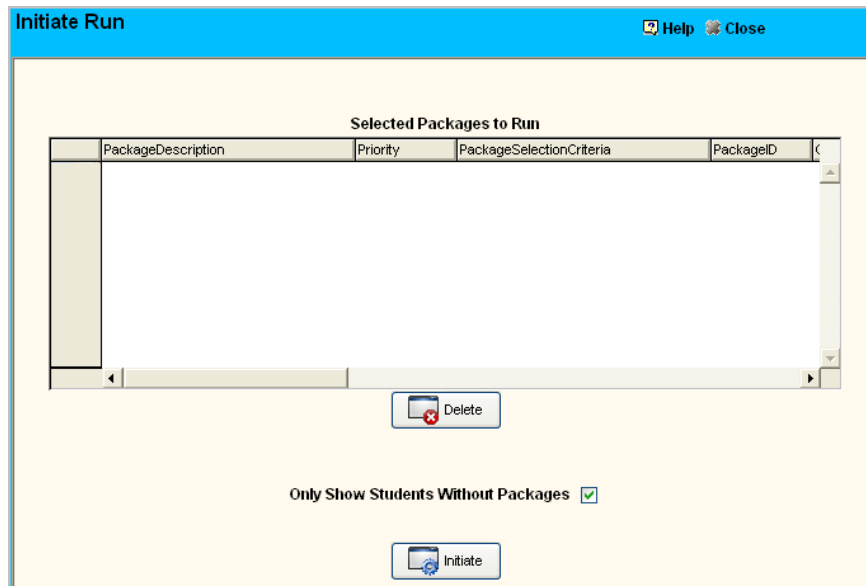 Initiate Run
Help Close
Selected Packages to Run
PackageDescription Priority PackageSelectionCriteria PackageID
Delete
Only Show Students Without Packages
Initiate